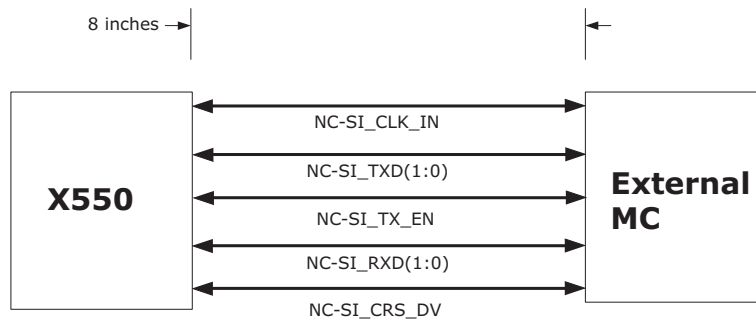 8 inches
X550
NC-SI_CLK_IN
NC-SI_TXD(1:0)
NC-SI_TX_EN
NC-SI_RXD(1:0)
NC-SI_CRS_DV
External
MC